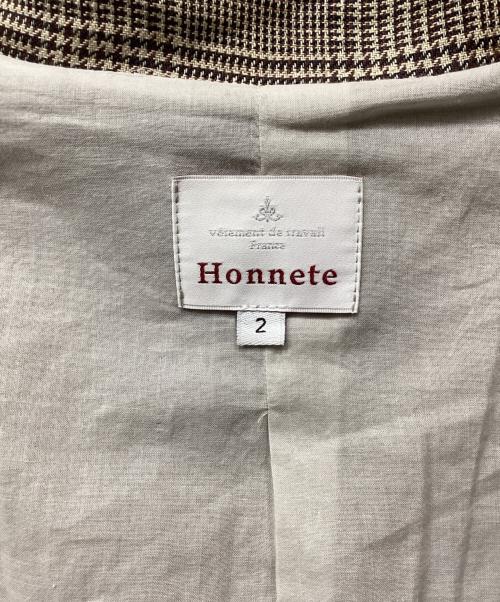 vêtement de travail
France
Honnete
2